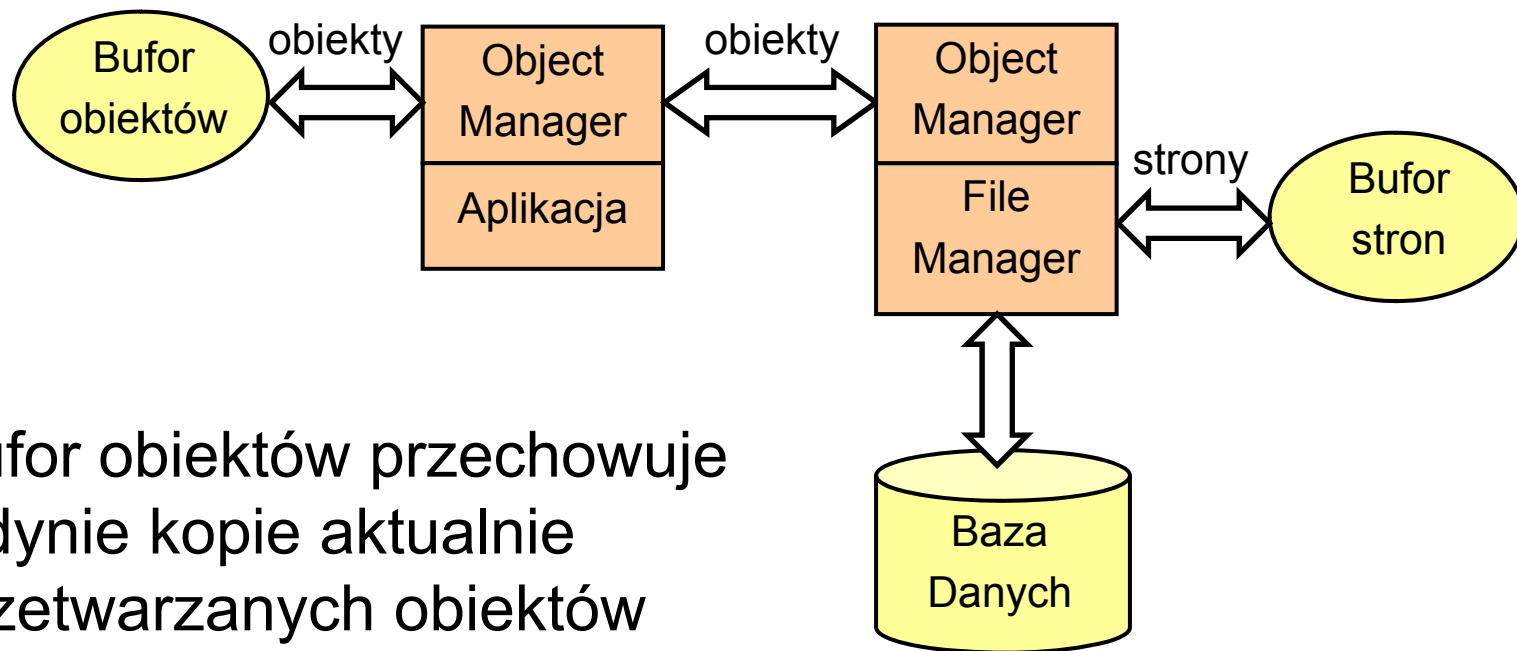 Bufor
obiektów
obiekty
Object
Manager
Aplikacja
obiekty
Object
Manager
File
Manager
strony
Bufor
stron
Baza
Danych
ufor obiektów przechowuje
dynie kopie aktualnie
zetwarzanych obiektów